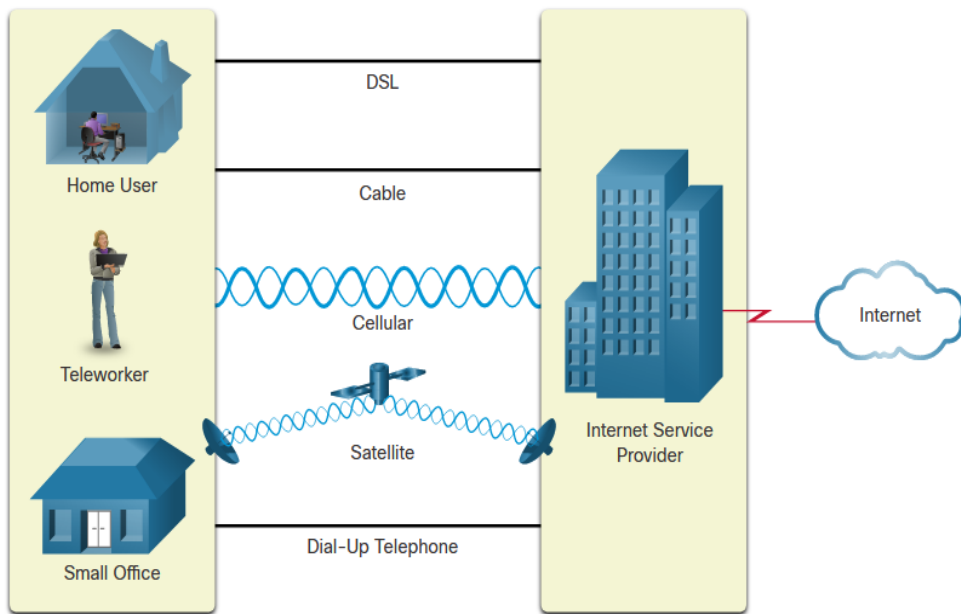 Home User
Teleworker
Small Office
DSL
Cable
Cellular
Satellite
Dial-Up Telephone
Internet Service
Provider
Internet